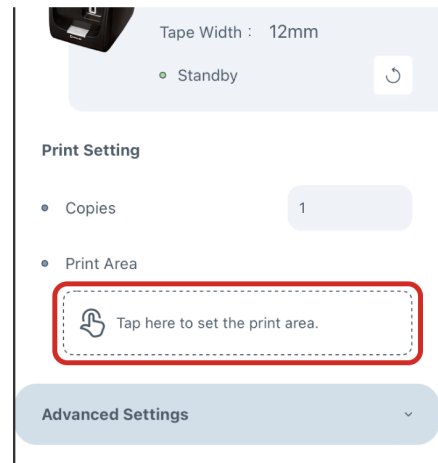 Tape Width : 12mm
Standby
Print Setting
Copies 1
Print Area
Tap here to set the print area.
Advanced Settings